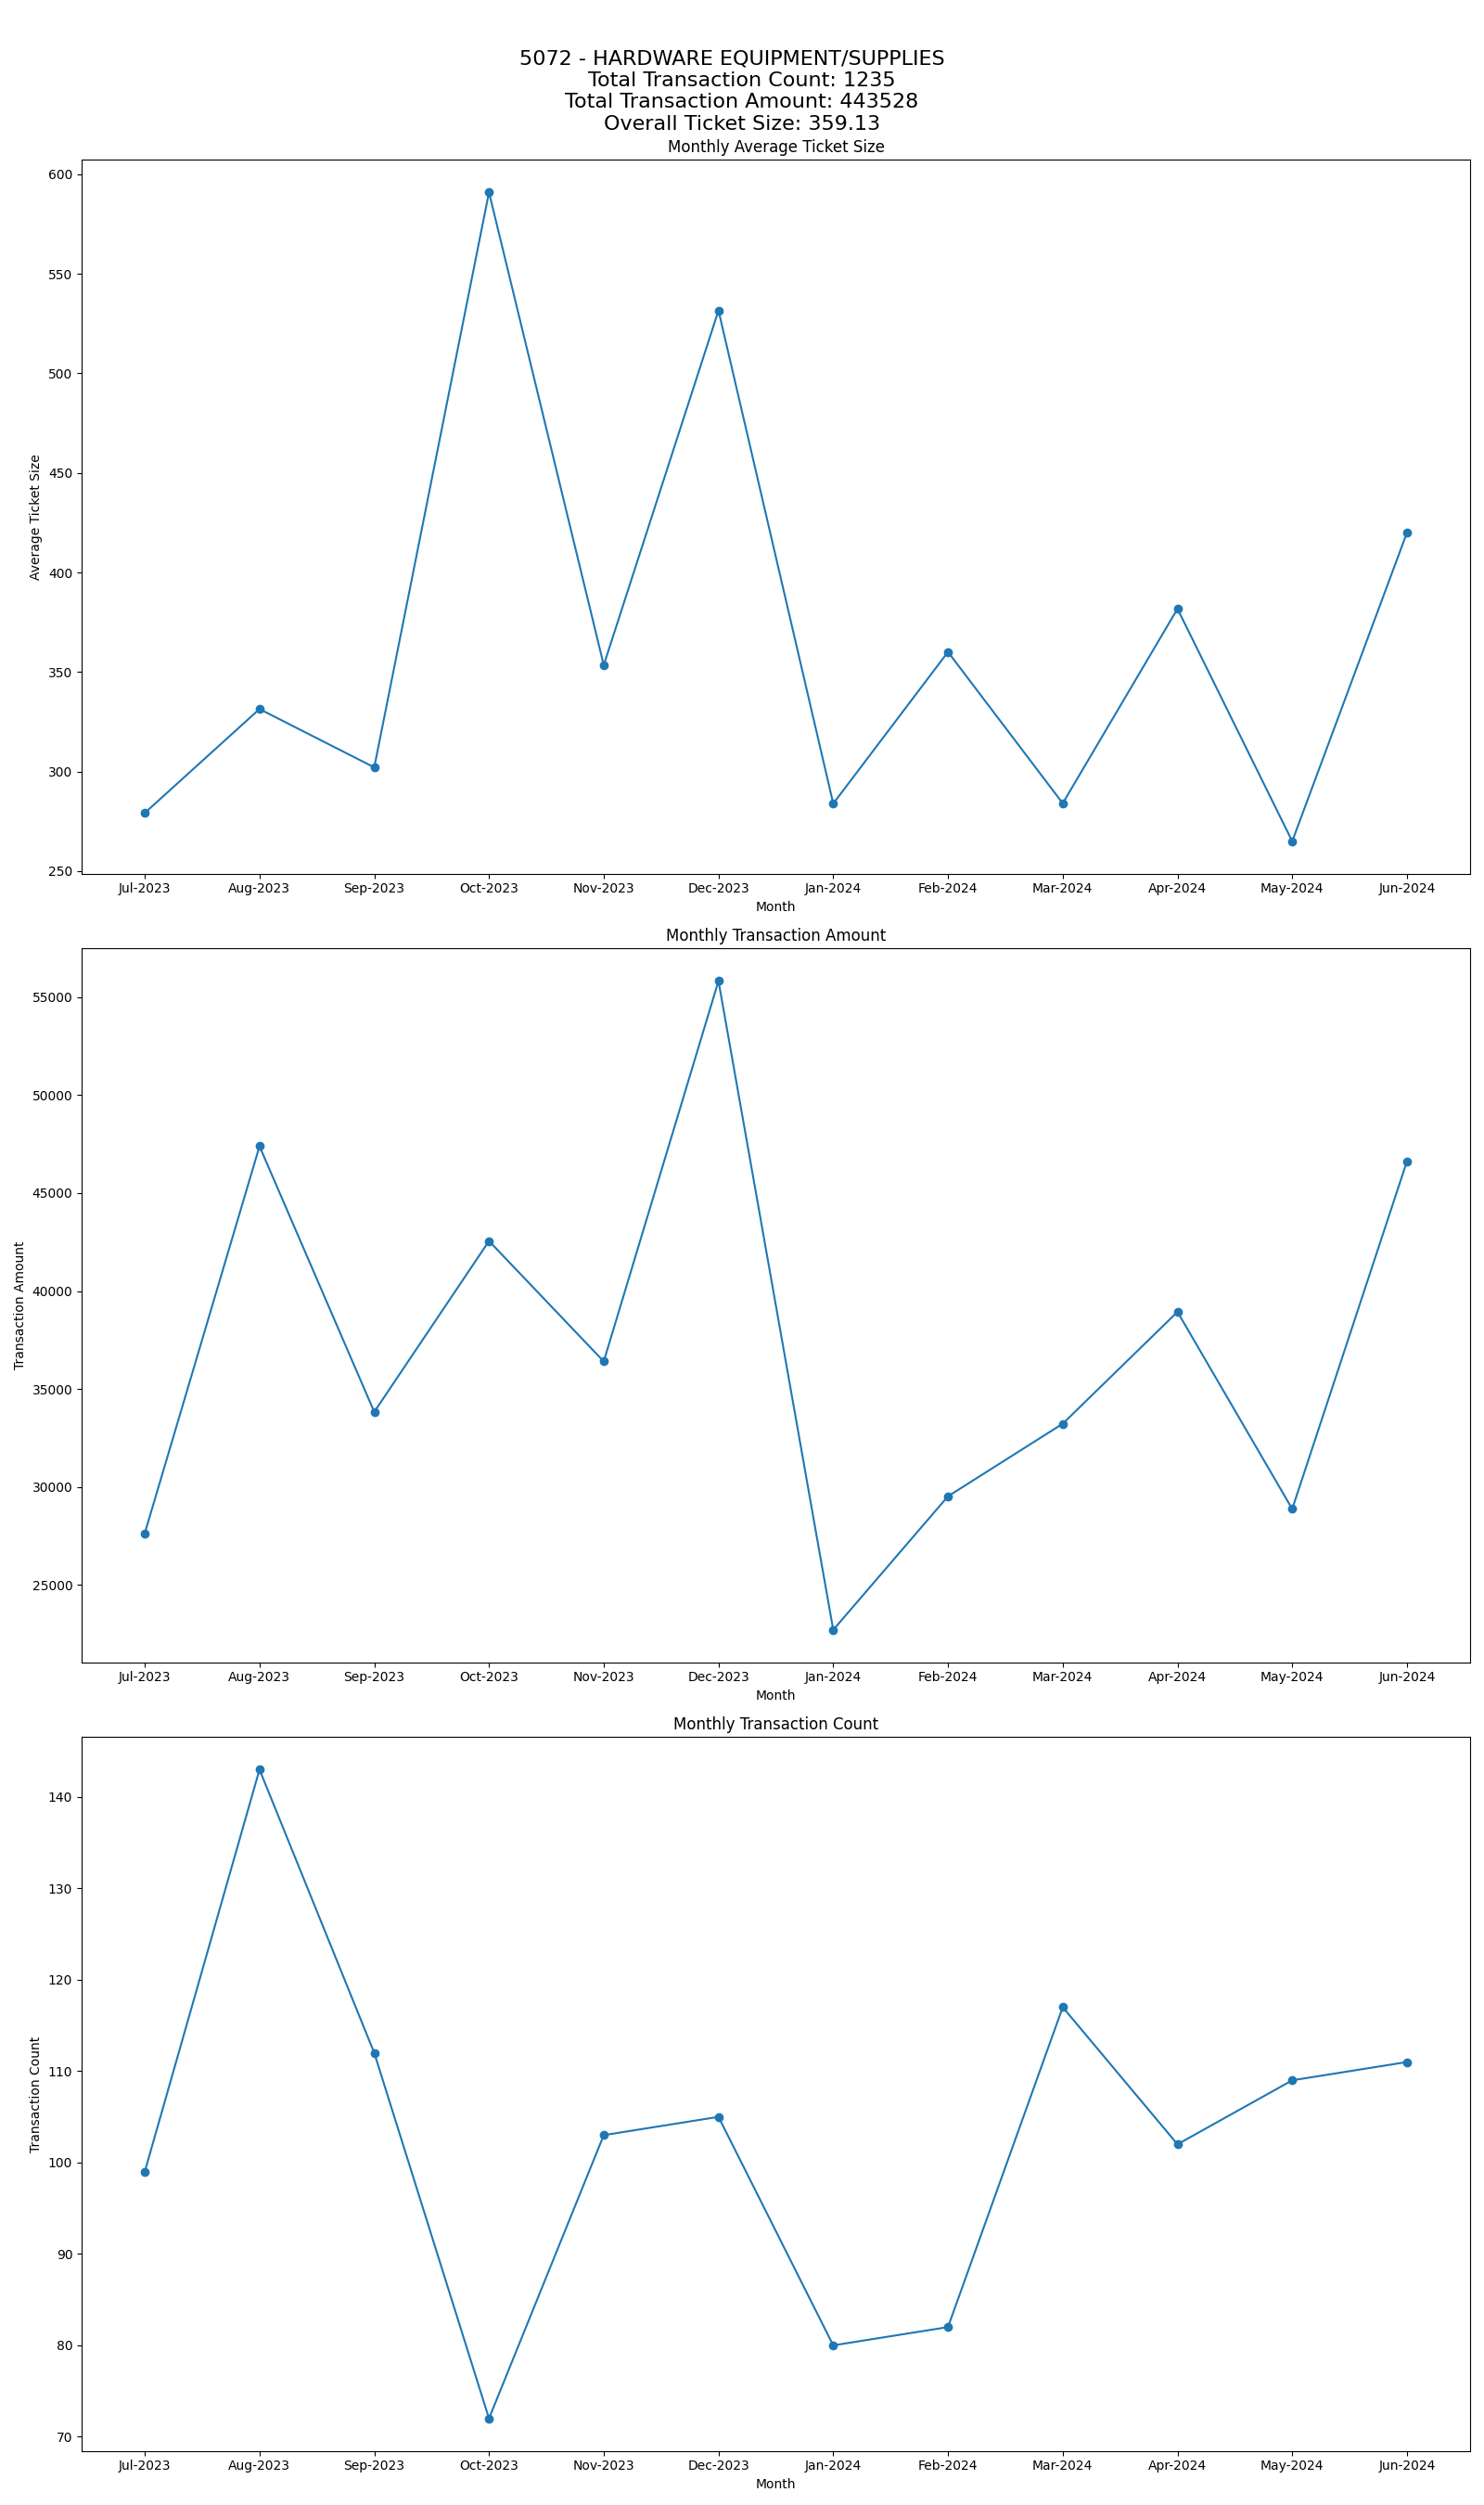 5072 - HARDWARE EQUIPMENT/SUPPLIES
Total Transaction Count: 1235
Total Transaction Amount: 443528
Overall Ticket Size: 359.13
Monthly Average Ticket Size
600
550
500
450
400
350
300
250
Average Ticket Size
Jul-2023 Aug-2023 Sep-2023 Oct-2023 Nov-2023 Dec-2023 Jan-2024 Feb-2024 Mar-2024 Apr-2024 May-2024 Jun-2024
Month
Monthly Transaction Amount
55000
50000
45000
40000
35000
30000
25000
Transaction Amount
Jul-2023 Aug-2023 Sep-2023 Oct-2023 Nov-2023 Dec-2023 Jan-2024 Feb-2024 Mar-2024 Apr-2024 May-2024 Jun-2024
Month
Monthly Transaction Count
140
130
120
110
100
90
80
70
Transaction Count
Jul-2023 Aug-2023 Sep-2023 Oct-2023 Nov-2023 Dec-2023 Jan-2024 Feb-2024 Mar-2024 Apr-2024 May-2024 Jun-2024
Month